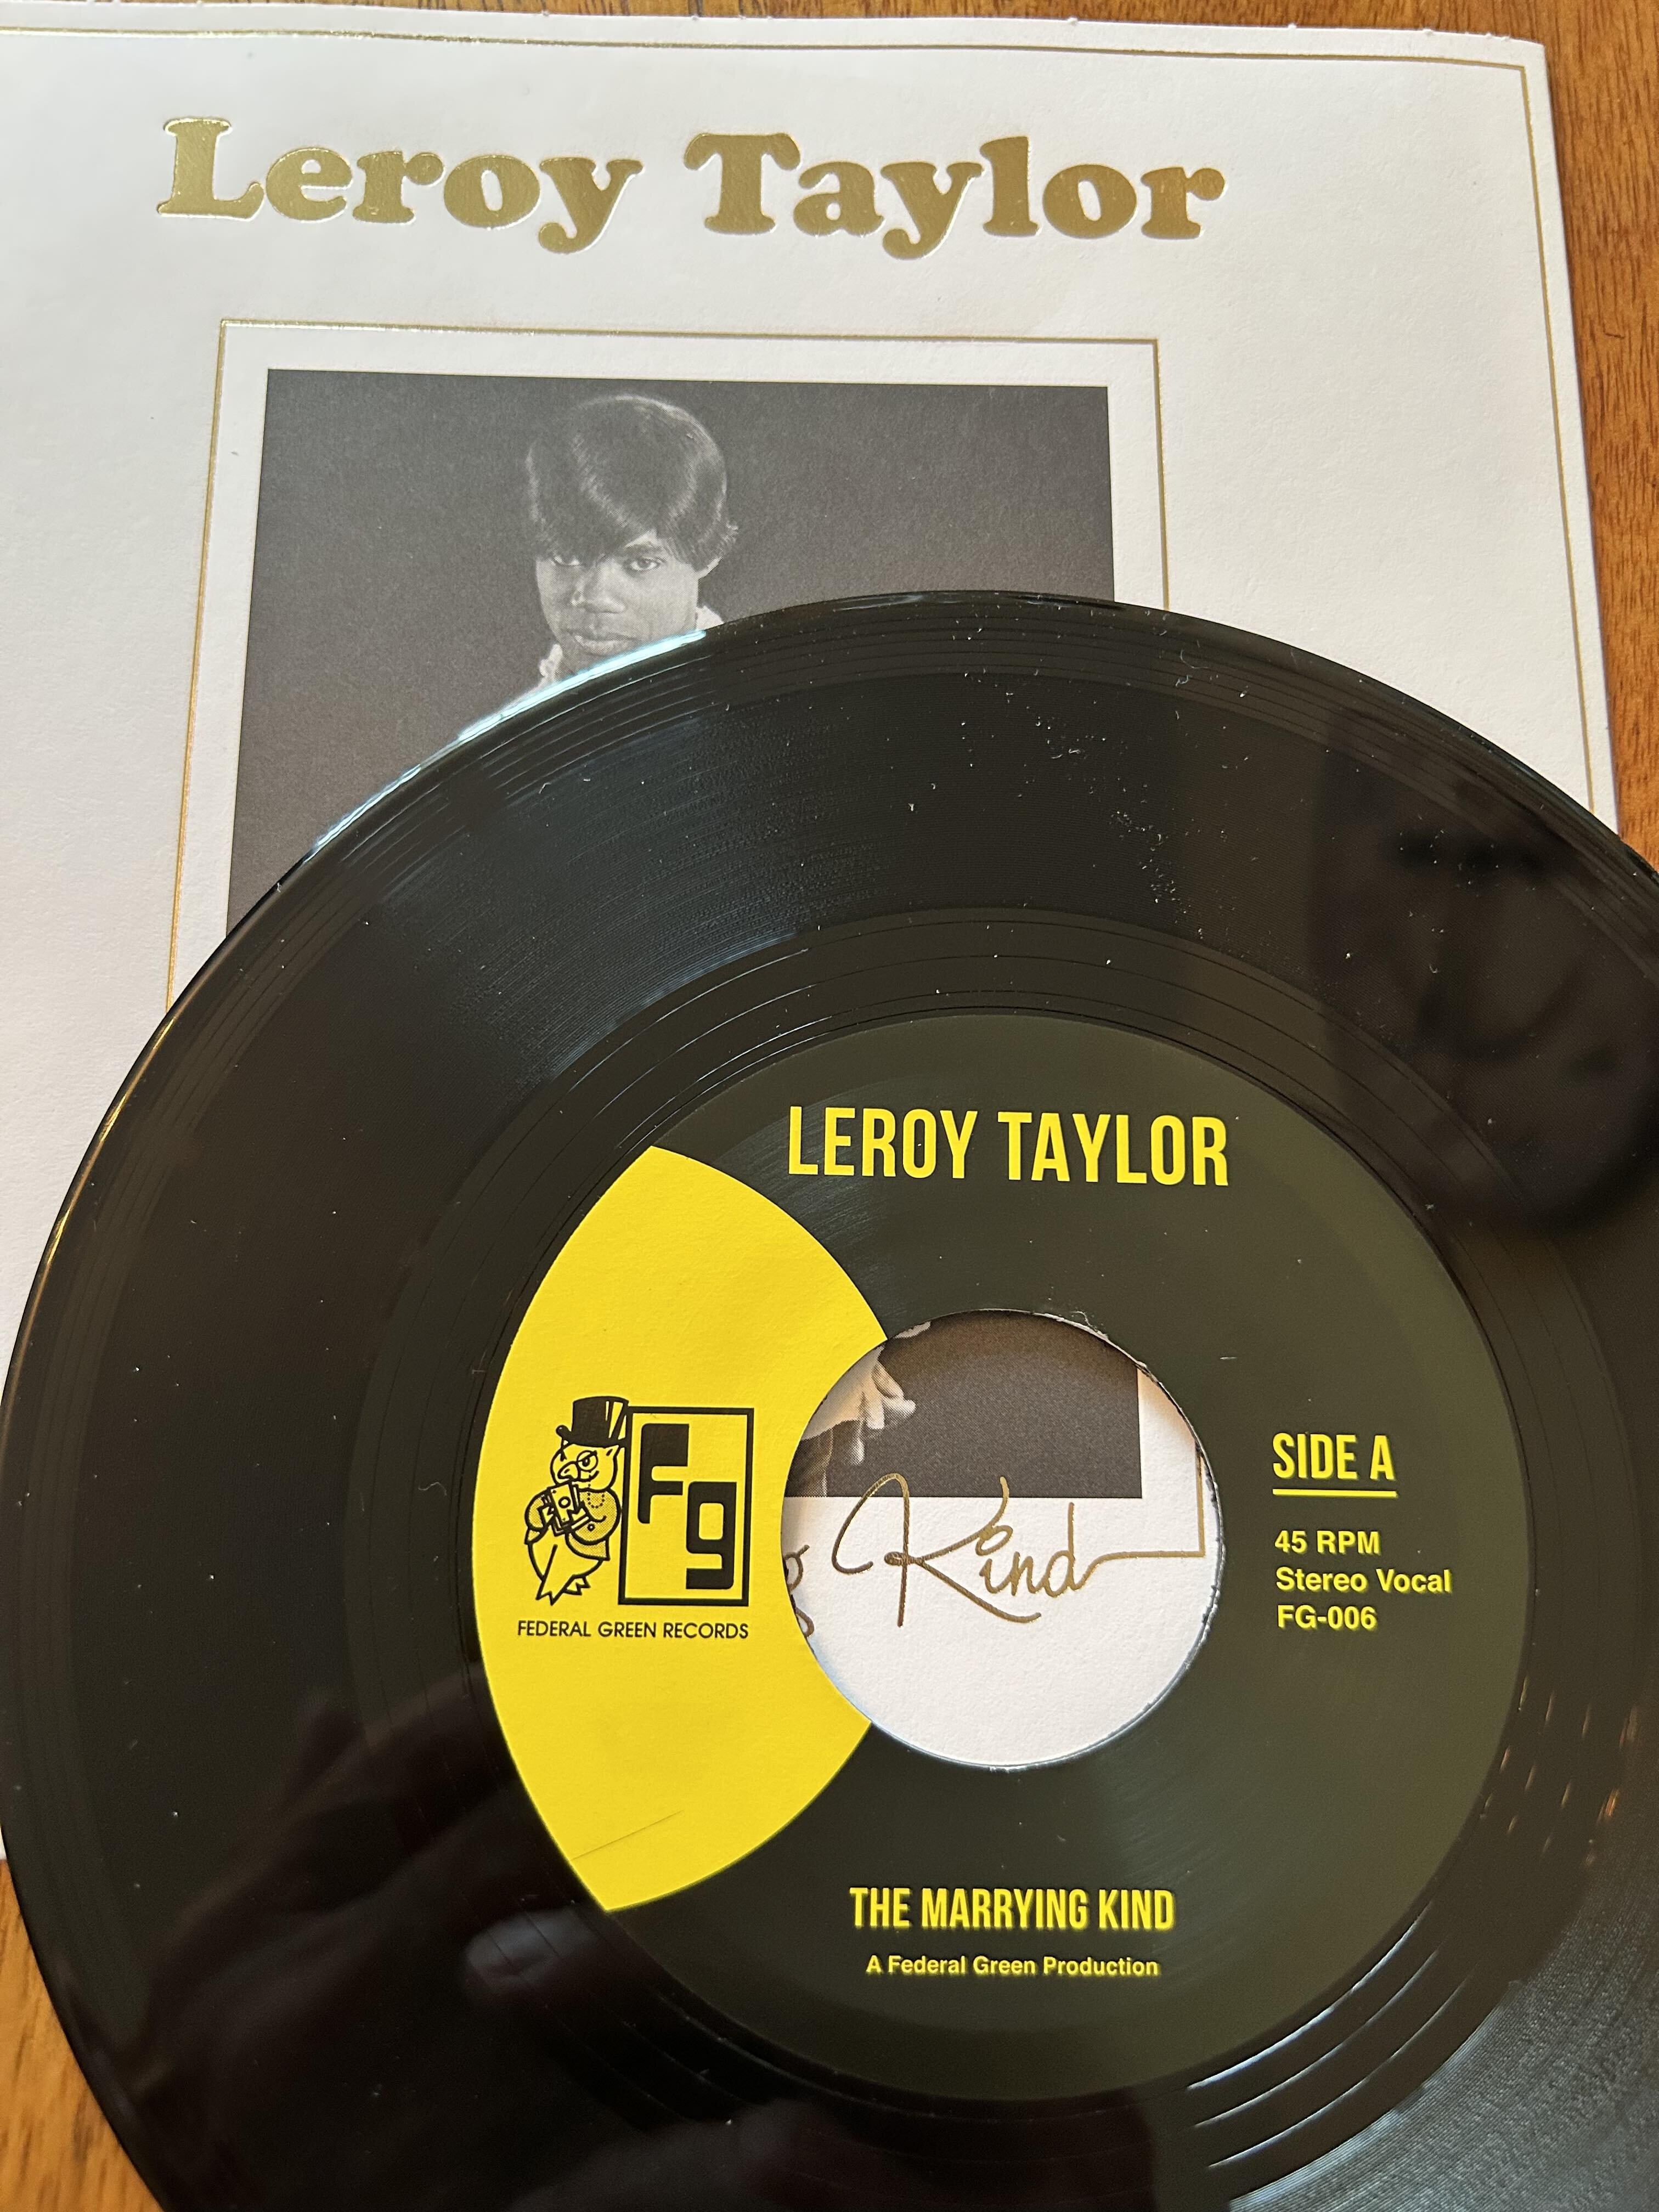 Leroy Taylor
LEROY TAYLOR
Fg
FEDERAL GREEN RECORDS
Kind
SIDE A
45 RPM
Stereo Vocal
FG-006
THE MARRYING KIND
A Federal Green Production